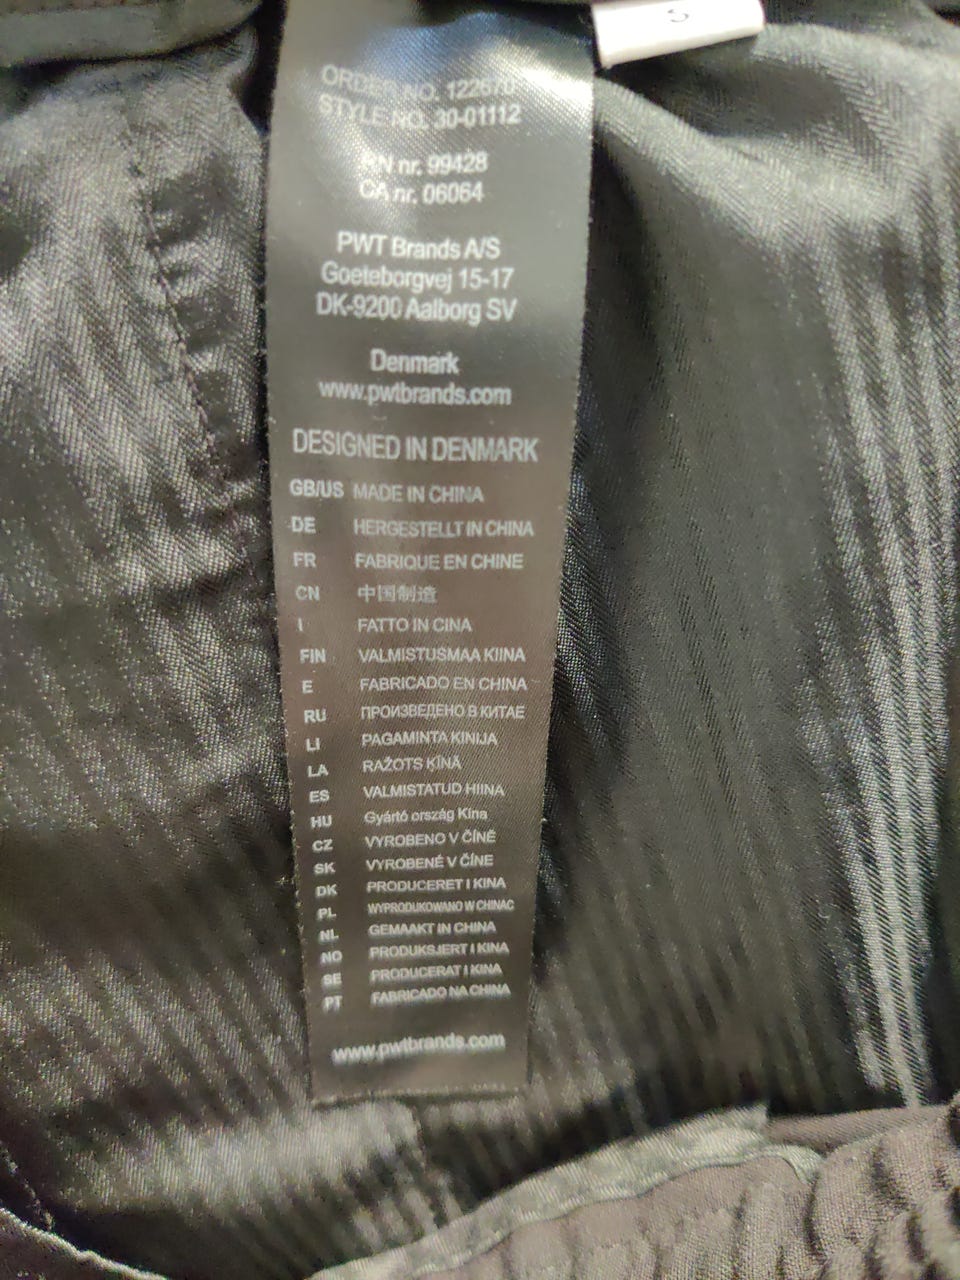 S
ORDER NO. 122670
STYLE NO. 30-01112
RN nr. 99428
CA nr. 06064
PWT Brands A/S
Goeteborgvej 15-17
DK-9200 Aalborg SV
Denmark
www.pwtbrands.com
DESIGNED IN DENMARK
GB/US MADE IN CHINA
DE HERGESTELLT IN CHINA
FR FABRIQUE EN CHINE
CN 中国制造
I FATTO IN CINA
FIN VALMISTUSMAA KIINA
E FABRICADO EN CHINA
RU ПРОИЗВЕДЕНО В КИТАЕ
LI PAGAMINTA KINIJA
LA RAŽOTS ĶĪNĀ
ES VALMISTATUD HIINA
HU Gyártó ország Kína
CZ VYROBENO V ČÍNĚ
SK VYROBENÉ V ČÍNE
DK PRODUCERET I KINA
PL WYPRODUKOWANO W CHINAC
NL GEMAAKT IN CHINA
NO PRODUKSJERT I KINA
SE PRODUCERAT I KINA
PT FABRICADO NA CHINA
www.pwtbrands.com